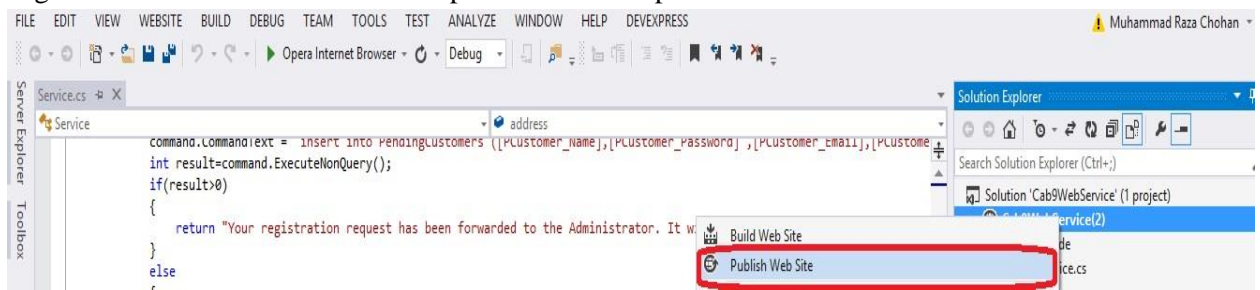 FILE EDIT VIEW WEBSITE BUILD DEBUG TEAM TOOLS TEST ANALYZE WINDOW HELP DEVEXPRESS Muhammad Raza Chohan
Opera Internet Browser Debug
Server Explorer
Toolbox
Service.cs
Service address
command.CommandText = "insert into PendingCustomers ([PCustomer_Name],[PCustomer_Password] ,[PCustomer_Email],[PCustome
int result=command.ExecuteNonQuery();
if(result>0)
{
return "Your registration request has been forwarded to the Administrator. It w
}
else
Solution Explorer
Search Solution Explorer (Ctrl+;)
Solution 'Cab9WebService' (1 project)
Service(2)
de
ice.cs
Build Web Site
Publish Web Site